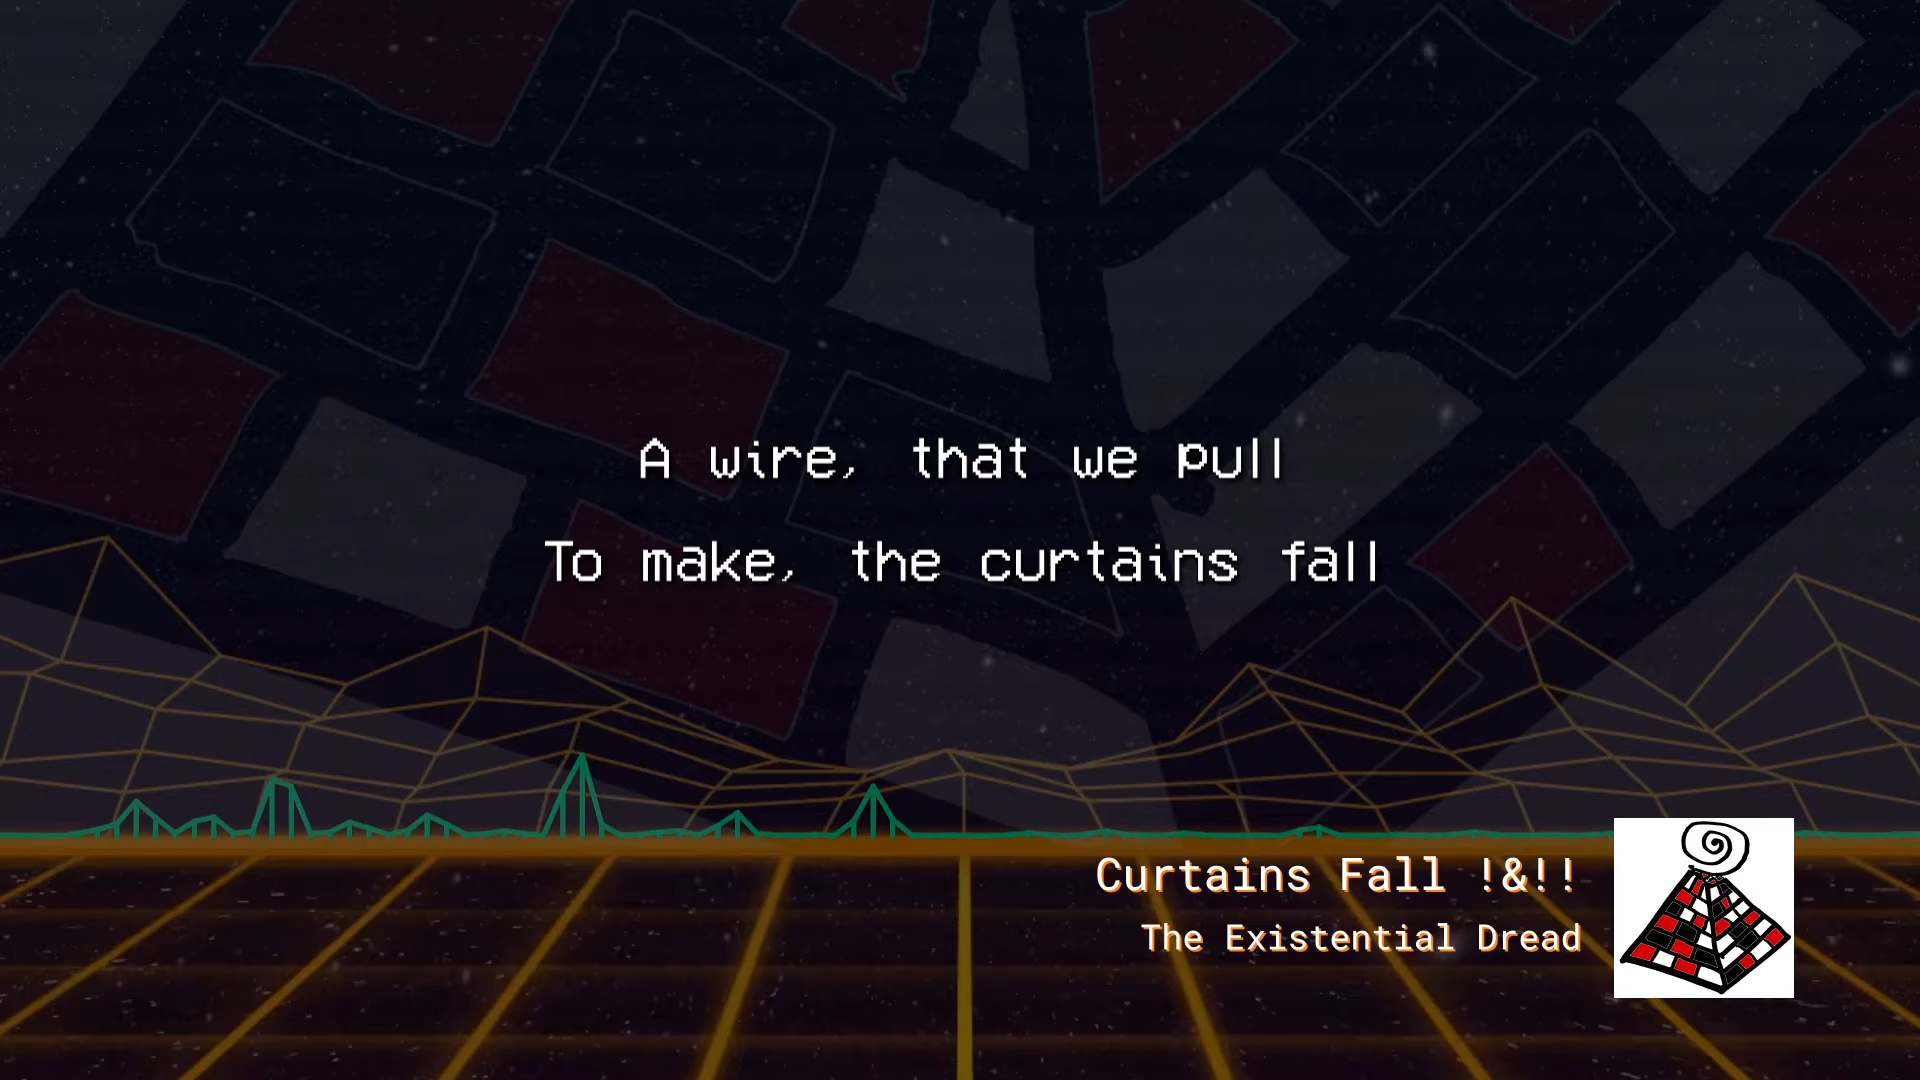 A wire, that we pull
To make, the curtains fall
Curtains Fall !&!!
The Existential Dread